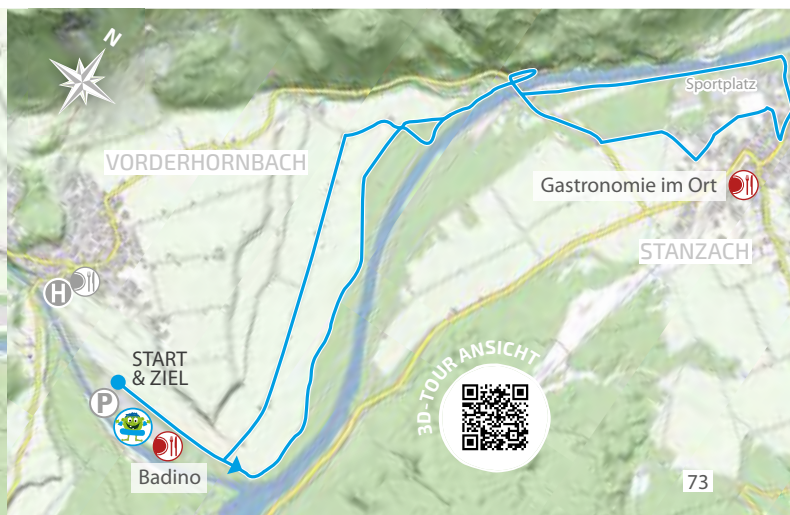 N
Sportplatz
VORDERHORNBACH
Gastronomie im Ort
STANZACH
H
START
& ZIEL
3D-TOUR ANSICHT
P
Badino
73